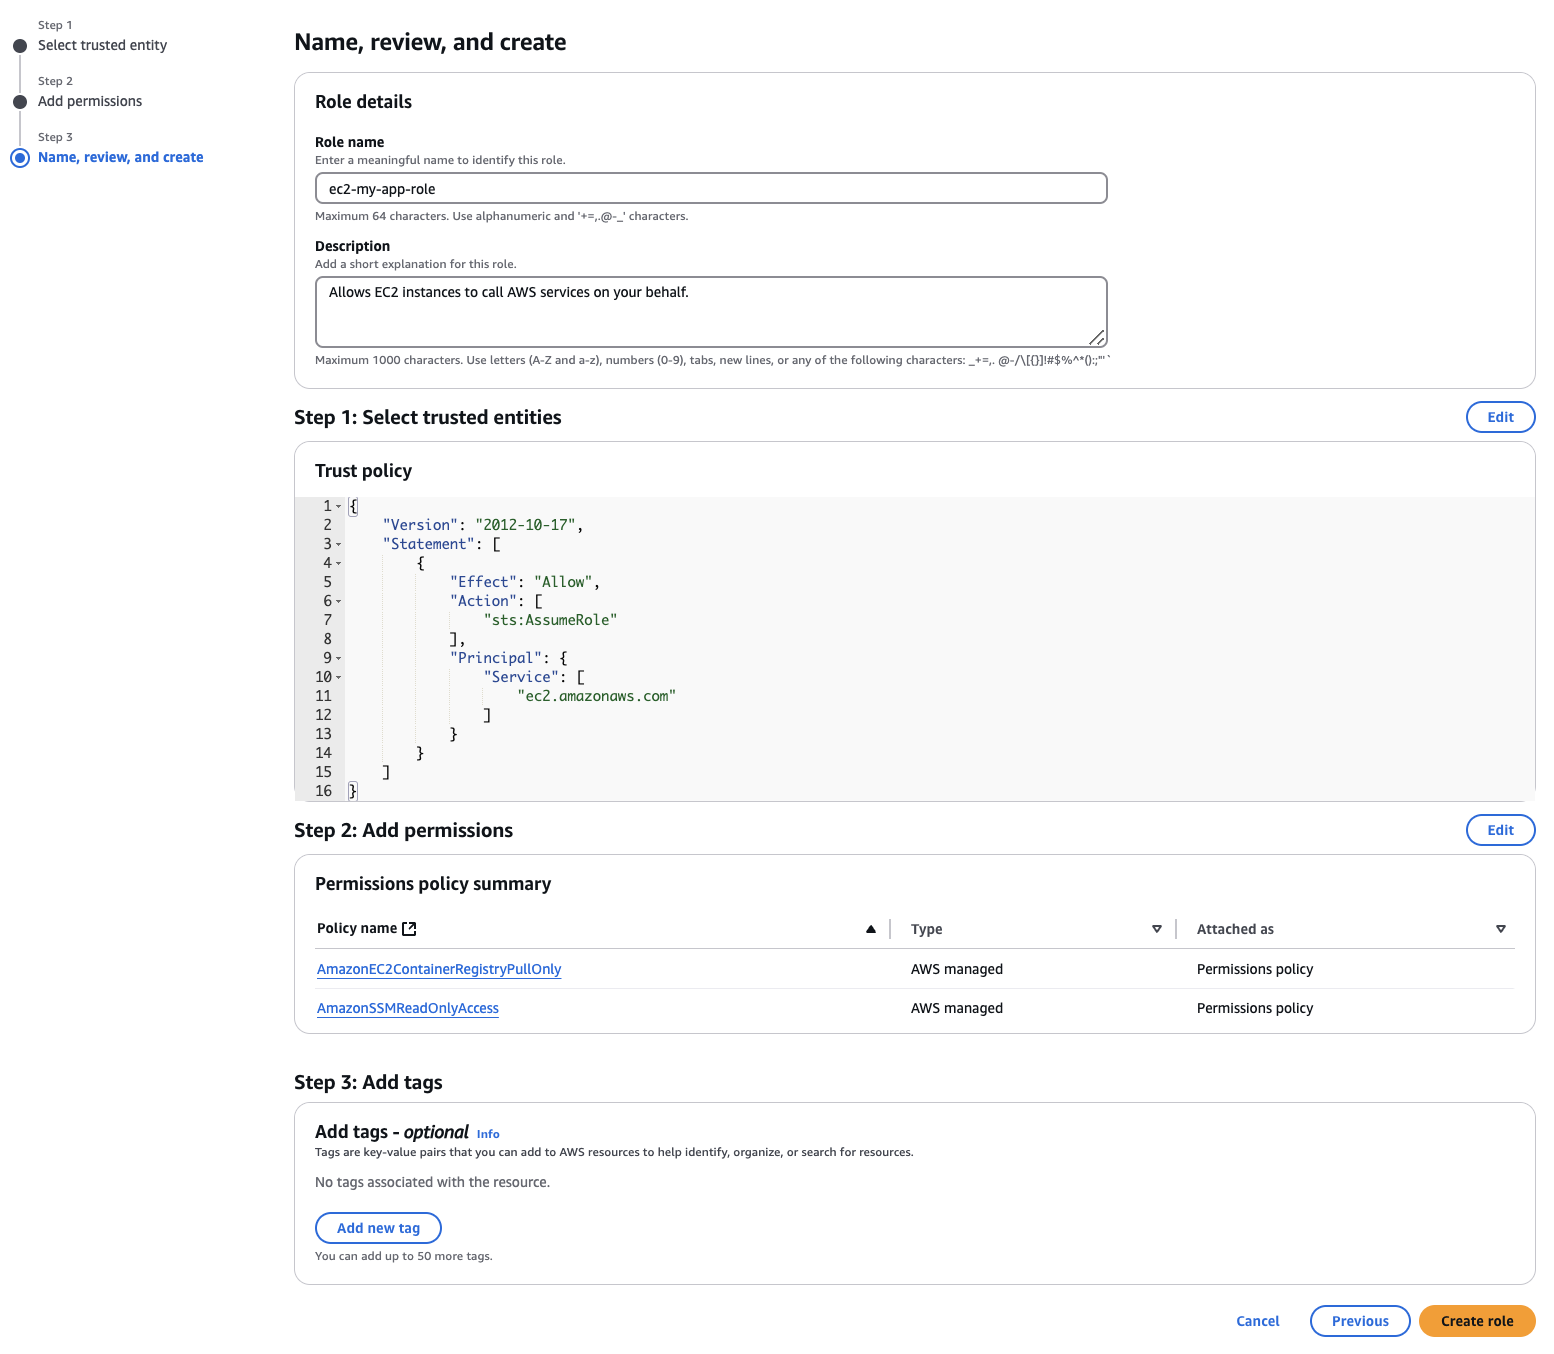 Step 1
Select trusted entity
Step 2
Add permissions
Step 3
Name, review, and create
Name, review, and create
Role details
Role name
Enter a meaningful name to identify this role.
ec2-my-app-role
Maximum 64 characters. Use alphanumeric and '+=,.@-_' characters.
Description
Add a short explanation for this role.
Allows EC2 instances to call AWS services on your behalf.
Maximum 1000 characters. Use letters (A-Z and a-z), numbers (0-9), tabs, new lines, or any of the following characters: _+=,. @-/\[{}]!#$%^*();:"'`
Step 1: Select trusted entities
Edit
Trust policy
1 {
2 "Version": "2012-10-17",
3 "Statement": [
4 {
5 "Effect": "Allow",
6 "Action": [
7 "sts:AssumeRole"
8 ],
9 "Principal": {
10 "Service": [
11 "ec2.amazonaws.com"
12 ]
13 }
14 }
15 ]
16 }
Step 2: Add permissions
Edit
Permissions policy summary
Policy name Type Attached as
AmazonEC2ContainerRegistryPullOnly AWS managed Permissions policy
AmazonSSMReadOnlyAccess AWS managed Permissions policy
Step 3: Add tags
Add tags - optional Info
Tags are key-value pairs that you can add to AWS resources to help identify, organize, or search for resources.
No tags associated with the resource.
Add new tag
You can add up to 50 more tags.
Cancel Previous Create role